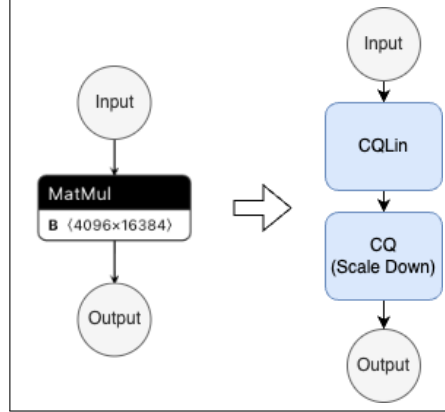 Input
MatMul
B ⟨4096×16384⟩
Output
Input
CQLin
CQ
(Scale Down)
Output